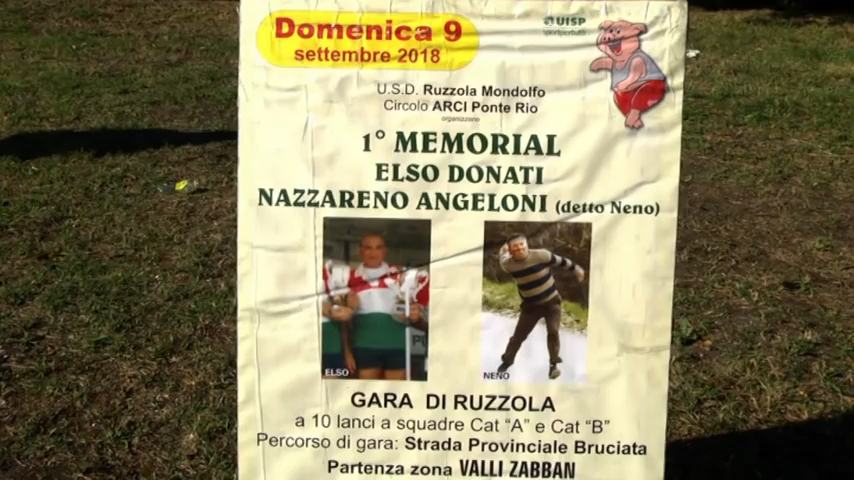 Domenica 9
settembre 2018
UISP
sportpertutti
U.S.D. Ruzzola Mondolfo
Circolo ARCI Ponte Rio
organizzano
1° MEMORIAL
ELSO DONATI
NAZZARENO ANGELONI (detto Neno)
ELSO
NENO
GARA DI RUZZOLA
a 10 lanci a squadre Cat “A” e Cat “B”
Percorso di gara: Strada Provinciale Bruciata
Partenza zona VALLI ZABBAN